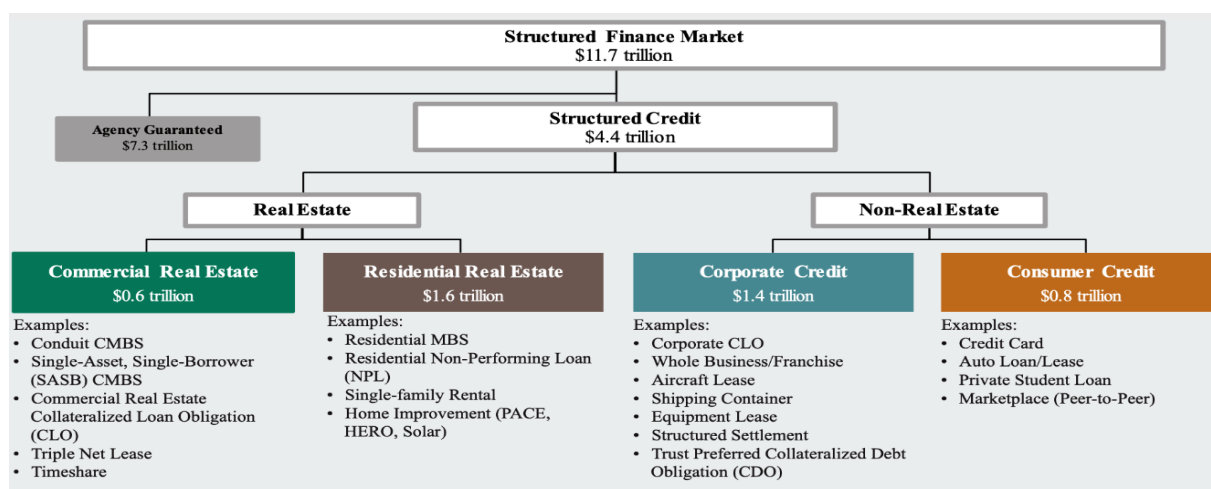 Structured Finance Market
$11.7 trillion
Agency Guaranteed
$7.3 trillion
Structured Credit
$4.4 trillion
Real Estate
Non-Real Estate
Commercial Real Estate
$0.6 trillion
Examples:
• Conduit CMBS
• Single-Asset, Single-Borrower
(SASB) CMBS
• Commercial Real Estate
Collateralized Loan Obligation
(CLO)
• Triple Net Lease
• Timeshare
Residential Real Estate
$1.6 trillion
Examples:
• Residential MBS
• Residential Non-Performing Loan
(NPL)
• Single-family Rental
• Home Improvement (PACE,
HERO, Solar)
Corporate Credit
$1.4 trillion
Examples:
• Corporate CLO
• Whole Business/Franchise
• Aircraft Lease
• Shipping Container
• Equipment Lease
• Structured Settlement
• Trust Preferred Collateralized Debt
Obligation (CDO)
Consumer Credit
$0.8 trillion
Examples:
• Credit Card
• Auto Loan/Lease
• Private Student Loan
• Marketplace (Peer-to-Peer)